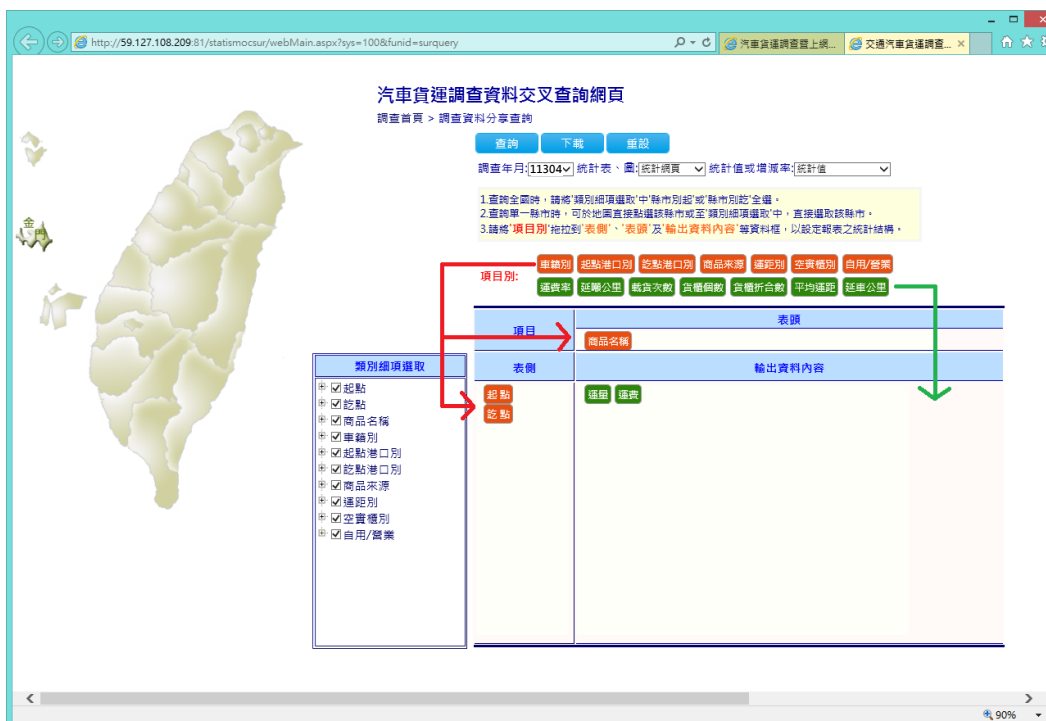 http://59.127.108.209:81/statismocsur/webMain.aspx?sys=100&funid=surquery
汽車貨運調查暨上網...
交通汽車貨運調查...
汽車貨運調查資料交叉查詢網頁
調查首頁 > 調查資料分享查詢
查詢 下載 重設
調查年月:11304 統計表、圖:統計網頁 統計值或增減率:統計值
1.查詢全國時，請將'類別細項選取'中'縣市別起'或'縣市別訖'全選。
2.查詢單一縣市時，可於地圖直接點選該縣市或至'類別細項選取'中，直接選取該縣市。
3.請將'項目別'拖拉到'表側'、'表頭'及'輸出資料內容'等資料框，以設定報表之統計結構。
金門
項目別:
車籍別 起點港口別 訖點港口別 商品來源 運距別 空實櫃別 自用/營業
運費率 延噸公里 載貨次數 貨櫃個數 貨櫃折合數 平均運距 延車公里
項目
表頭
商品名稱
類別細項選取
表側
輸出資料內容
起點
訖點
運量 運費
起點
訖點
商品名稱
車籍別
起點港口別
訖點港口別
商品來源
運距別
空實櫃別
自用/營業
90%